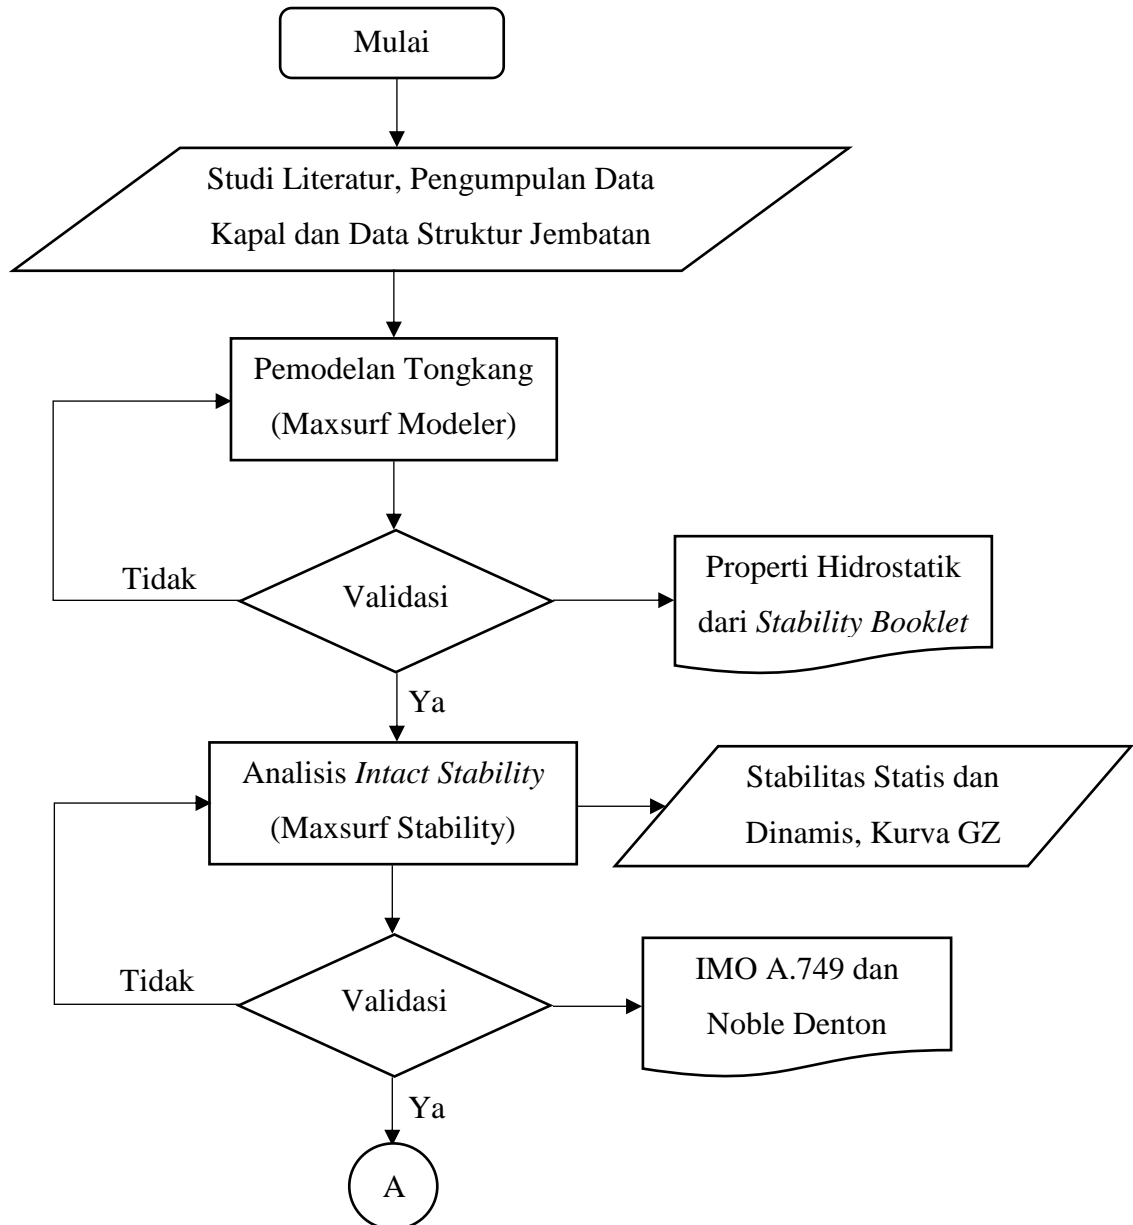 Mulai
Studi Literatur, Pengumpulan Data
Kapal dan Data Struktur Jembatan
Pemodelan Tongkang
(Maxsurf Modeler)
Tidak
Validasi
Properti Hidrostatik
dari Stability Booklet
Ya
Analisis Intact Stability
(Maxsurf Stability)
Stabilitas Statis dan
Dinamis, Kurva GZ
Tidak
Validasi
IMO A.749 dan
Noble Denton
Ya
A